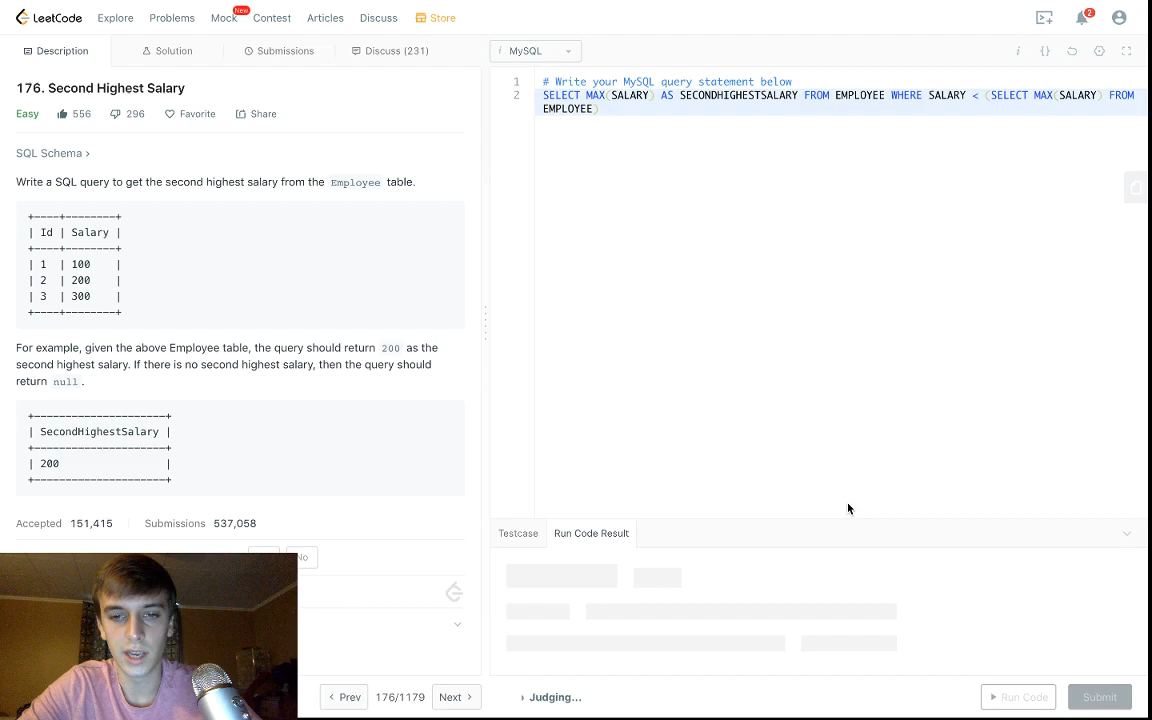 LeetCode Explore Problems Mock New Contest Articles Discuss Store 2
Description Solution Submissions Discuss (231)
i MySQL
i {}
176. Second Highest Salary
Easy 556 296 Favorite Share
SQL Schema >
Write a SQL query to get the second highest salary from the Employee table.
+----+--------+
| Id | Salary |
+----+--------+
| 1 | 100 |
| 2 | 200 |
| 3 | 300 |
+----+--------+
For example, given the above Employee table, the query should return 200 as the
second highest salary. If there is no second highest salary, then the query should
return null.
+---------------------+
| SecondHighestSalary |
+---------------------+
| 200 |
+---------------------+
Accepted 151,415 Submissions 537,058
No
< Prev 176/1179 Next >
1 # Write your MySQL query statement below
2 SELECT MAX(SALARY) AS SECONDHIGHESTSALARY FROM EMPLOYEE WHERE SALARY < (SELECT MAX(SALARY) FROM
EMPLOYEE)
Testcase Run Code Result
› Judging... Run Code Submit